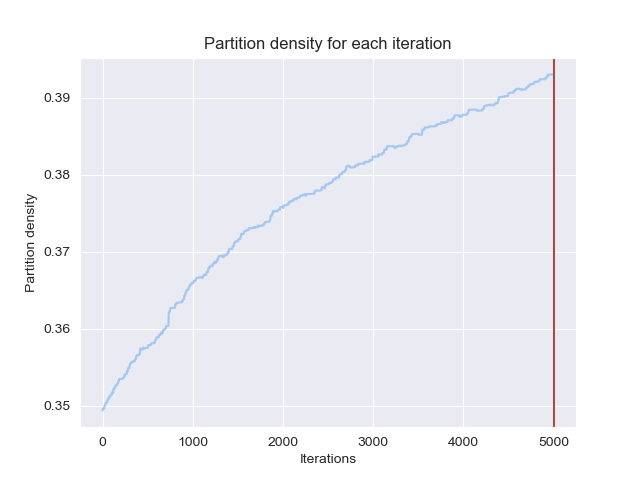 Partition density for each iteration
0.39
0.38
0.37
0.36
0.35
Partition density
0 1000 2000 3000 4000 5000
Iterations